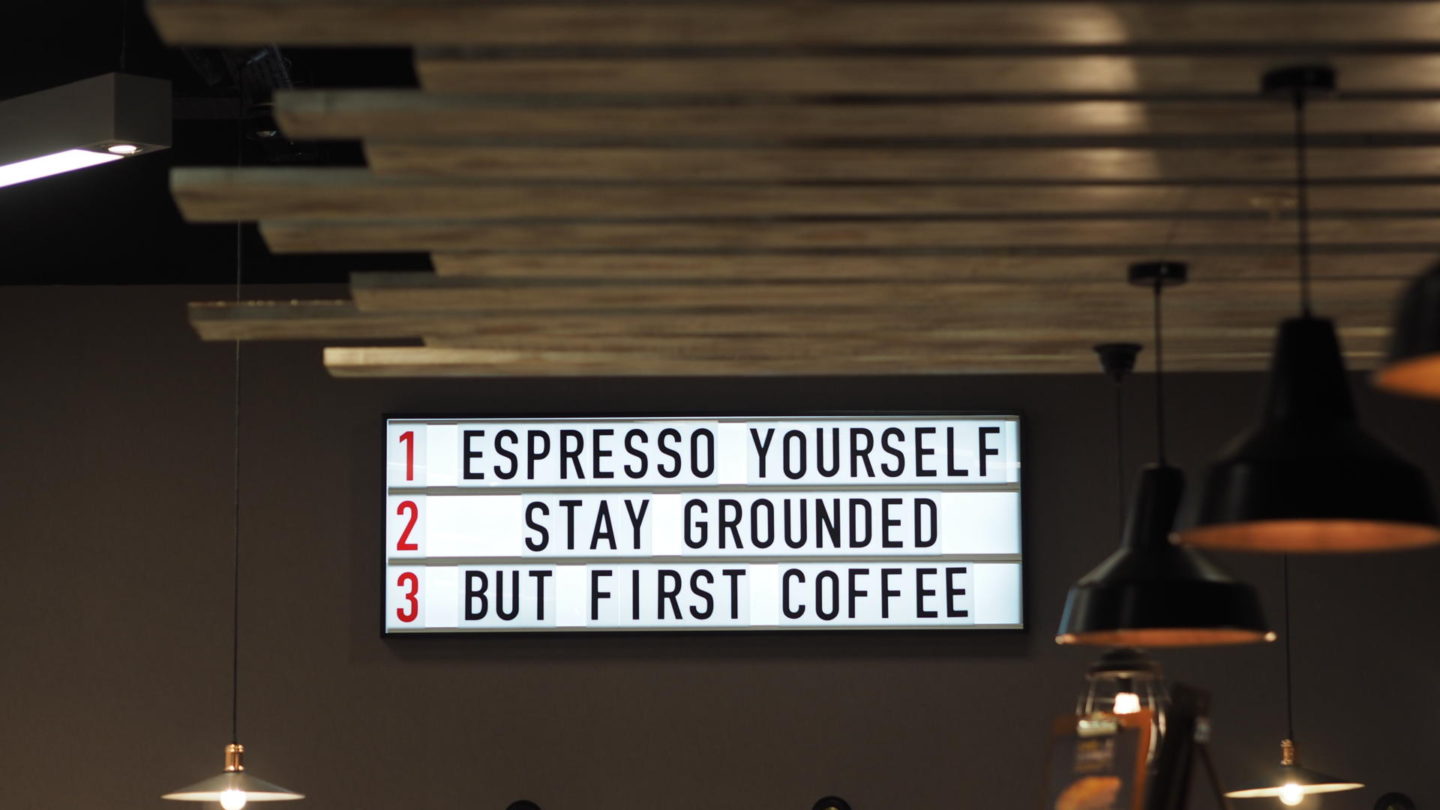 1 ESPRESSO YOURSELF
2 STAY GROUNDED
3 BUT FIRST COFFEE